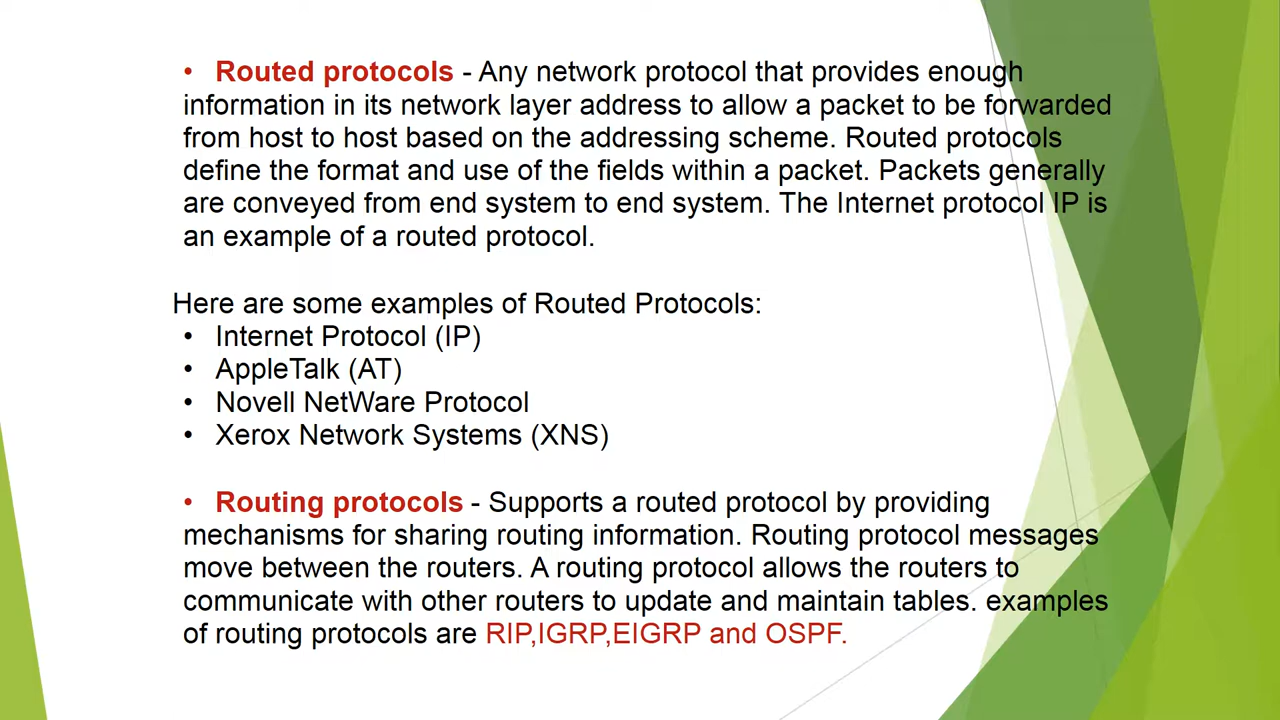 • Routed protocols - Any network protocol that provides enough
information in its network layer address to allow a packet to be forwarded
from host to host based on the addressing scheme. Routed protocols
define the format and use of the fields within a packet. Packets generally
are conveyed from end system to end system. The Internet protocol IP is
an example of a routed protocol.
Here are some examples of Routed Protocols:
• Internet Protocol (IP)
• AppleTalk (AT)
• Novell NetWare Protocol
• Xerox Network Systems (XNS)
• Routing protocols - Supports a routed protocol by providing
mechanisms for sharing routing information. Routing protocol messages
move between the routers. A routing protocol allows the routers to
communicate with other routers to update and maintain tables. examples
of routing protocols are RIP,IGRP,EIGRP and OSPF.